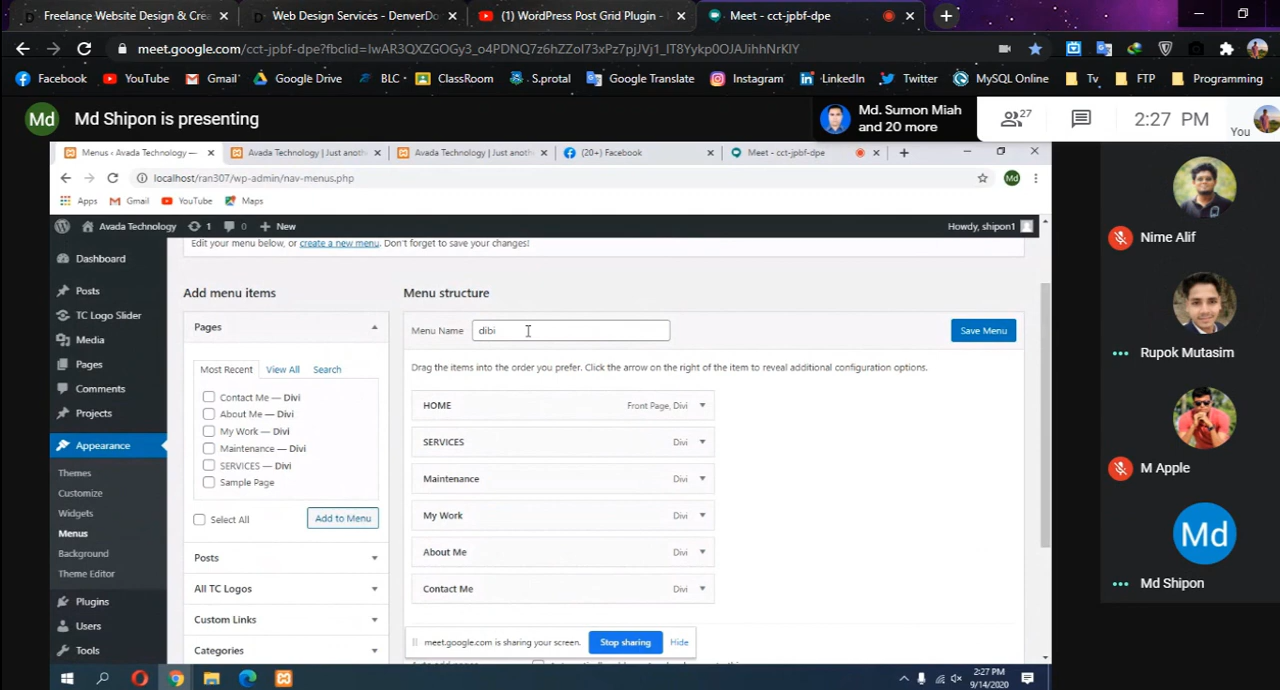 Freelance Website Design & Crea
Web Design Services - DenverDo
(1) WordPress Post Grid Plugin -
Meet - cct-jpbf-dpe
meet.google.com/cct-jpbf-dpe?fbclid=
Facebook
YouTube
Gmail
Google Drive
BLC
ClassRoom
S.protal
Google Translate
Instagram
LinkedIn
Twitter
MySQL Online
Tv
FTP
Programming
Md
Md Shipon is presenting
Md. Sumon Miah
and 20 more
27
2:27 PM
You
Menus ‹ Avada Technology —
Avada Technology | Just anoth
Avada Technology | Just anoth
(20+) Facebook
Meet - cct-jpbf-dpe
localhost/ran307/wp-admin/nav-menus.php
Md
Apps
Gmail
YouTube
Maps
Avada Technology
1
0
New
Howdy, shipon1
Edit your menu below, or create a new menu. Don't forget to save your changes!
Dashboard
Posts
TC Logo Slider
Media
Pages
Comments
Projects
Appearance
Themes
Customize
Widgets
Menus
Background
Theme Editor
Plugins
Users
Tools
Add menu items
Pages
Most Recent
View All
Search
Contact Me — Divi
About Me — Divi
My Work — Divi
Maintenance — Divi
SERVICES — Divi
Sample Page
Select All
Add to Menu
Posts
All TC Logos
Custom Links
Categories
Menu structure
Menu Name
dibi
Save Menu
Drag the items into the order you prefer. Click the arrow on the right of the item to reveal additional configuration options.
HOME
Front Page, Divi
SERVICES
Divi
Maintenance
Divi
My Work
Divi
About Me
Divi
Contact Me
Divi
meet.google.com is sharing your screen.
Stop sharing
Hide
2:27 PM
9/14/2020
Nime Alif
Rupok Mutasim
M Apple
Md
Md Shipon